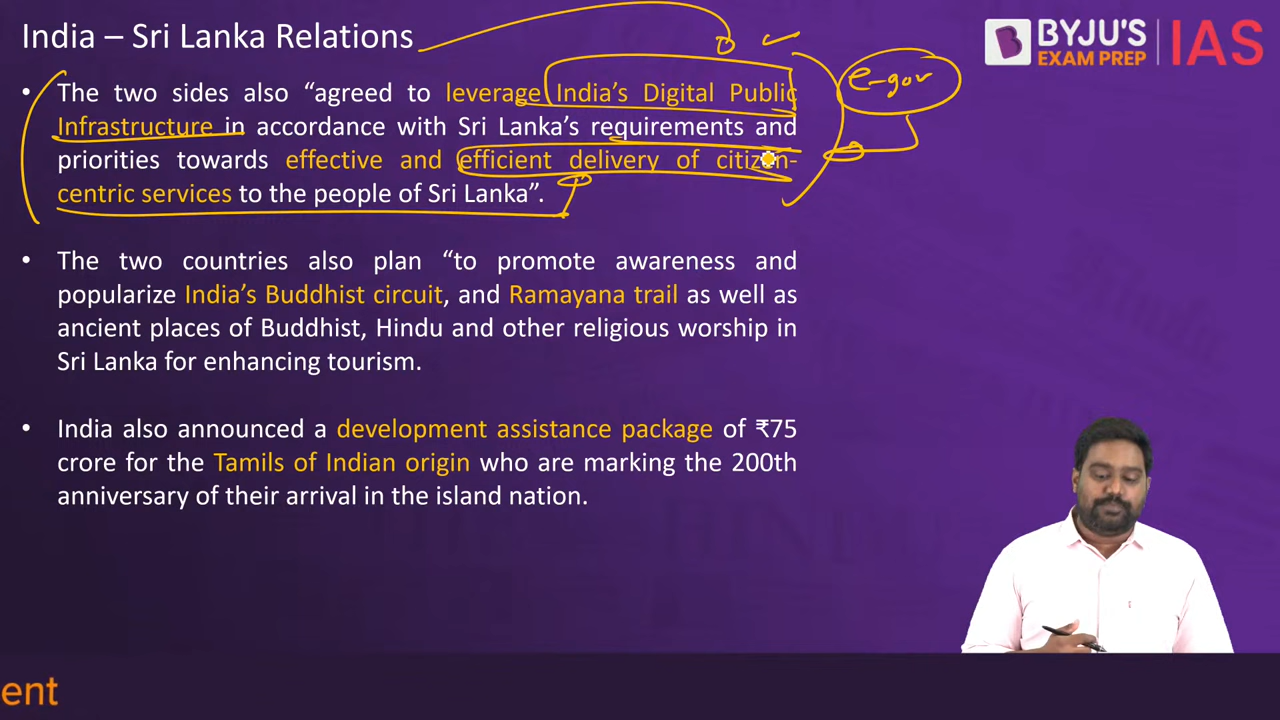 India – Sri Lanka Relations
BYJU'S
EXAM PREP
IAS
e-gov
• The two sides also “agreed to leverage India’s Digital Public
Infrastructure in accordance with Sri Lanka’s requirements and
priorities towards effective and efficient delivery of citizen-
centric services to the people of Sri Lanka”.
• The two countries also plan “to promote awareness and
popularize India’s Buddhist circuit, and Ramayana trail as well as
ancient places of Buddhist, Hindu and other religious worship in
Sri Lanka for enhancing tourism.
• India also announced a development assistance package of ₹75
crore for the Tamils of Indian origin who are marking the 200th
anniversary of their arrival in the island nation.
ent